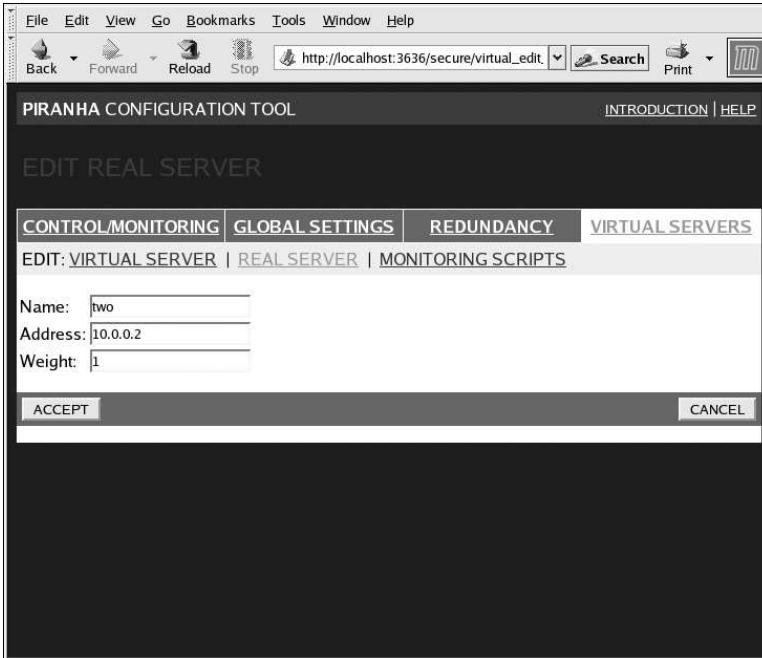 File Edit View Go Bookmarks Tools Window Help
Back Forward Reload Stop http://localhost:3636/secure/virtual_edit_ Search Print
PIRANHA CONFIGURATION TOOL INTRODUCTION | HELP
EDIT REAL SERVER
CONTROL/MONITORING GLOBAL SETTINGS REDUNDANCY VIRTUAL SERVERS
EDIT: VIRTUAL SERVER | REAL SERVER | MONITORING SCRIPTS
Name: two
Address: 10.0.0.2
Weight: 1
ACCEPT CANCEL